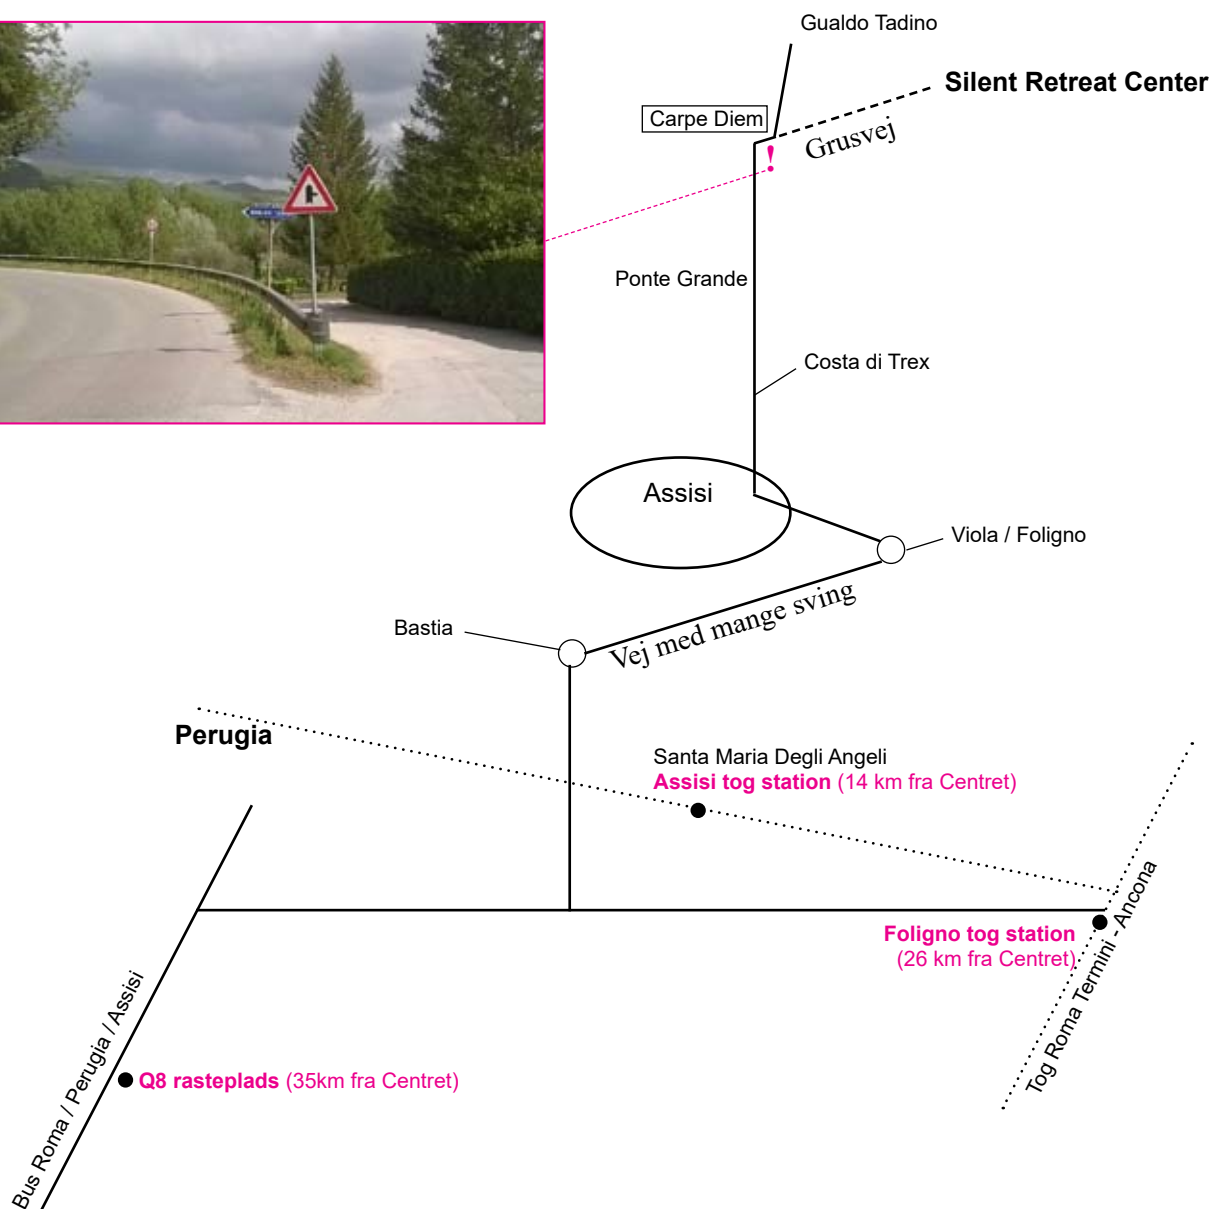 Gualdo Tadino
Silent Retreat Center
Carpe Diem
Grusvej
!
Ponte Grande
Costa di Trex
Assisi
Viola / Foligno
Vej med mange sving
Bastia
Perugia
Santa Maria Degli Angeli
Assisi tog station (14 km fra Centret)
Foligno tog station
(26 km fra Centret)
Tog Roma Termini - Ancona
Bus Roma / Perugia / Assisi
Q8 rasteplads (35km fra Centret)